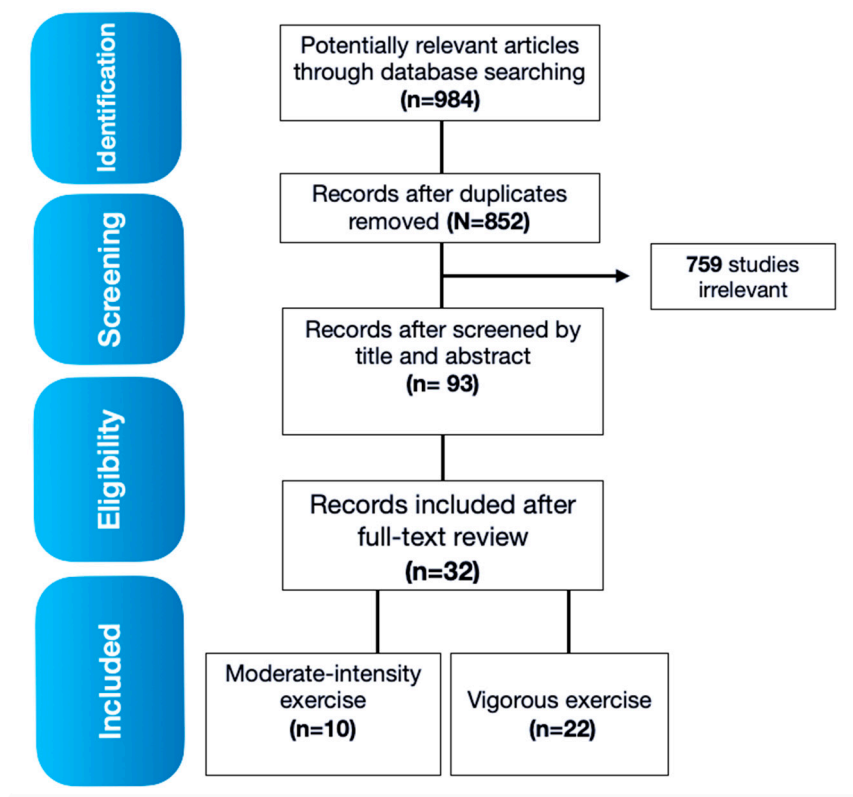 Identification
Potentially relevant articles
through database searching
(n=984)
Records after duplicates
removed (N=852)
Screening
759 studies
irrelevant
Records after screened by
title and abstract
(n= 93)
Eligibility
Records included after
full-text review
(n=32)
Included
Moderate-intensity
exercise
(n=10)
Vigorous exercise
(n=22)